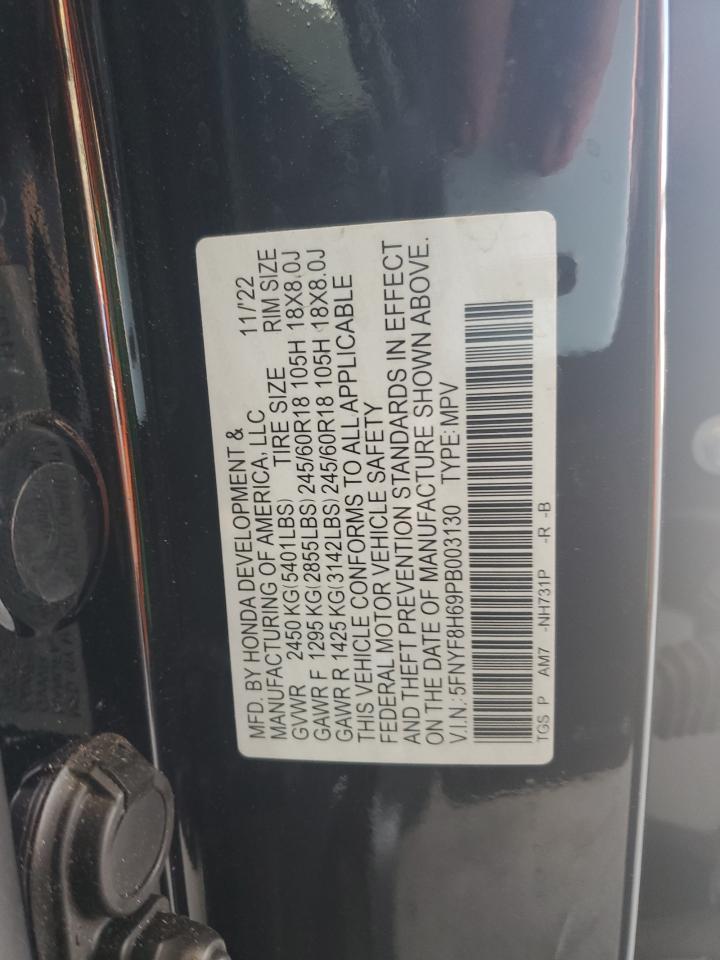 MFD. BY HONDA DEVELOPMENT &
MANUFACTURING OF AMERICA, LLC 11/'22
GVWR 2450 KG(5401LBS) TIRE SIZE RIM SIZE
GAWR F 1295 KG(2855LBS) 245/60R18 105H 18X8.0J
GAWR R 1425 KG(3142LBS) 245/60R18 105H 18X8.0J
THIS VEHICLE CONFORMS TO ALL APPLICABLE
FEDERAL MOTOR VEHICLE SAFETY
AND THEFT PREVENTION STANDARDS IN EFFECT
ON THE DATE OF MANUFACTURE SHOWN ABOVE.
V.I.N.: 5FNYF8H69PB003130 TYPE: MPV
TGS P AM7 -NH731P -R -B